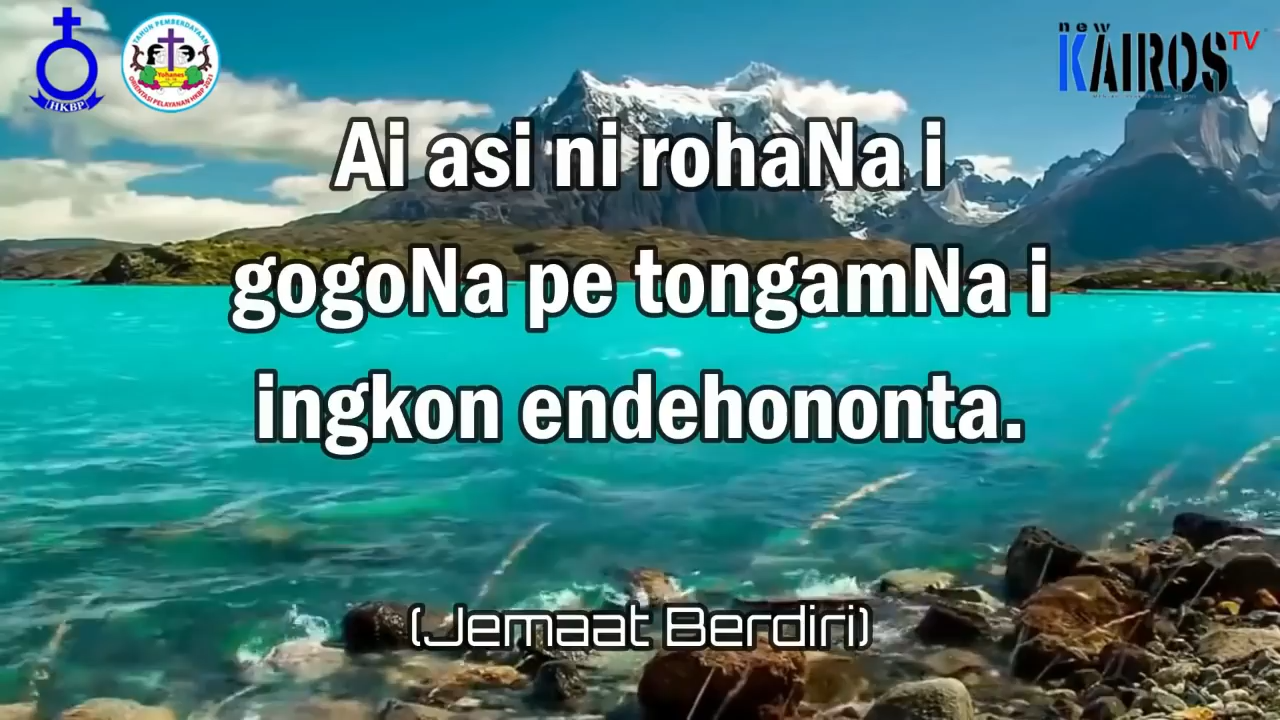 HKBP
TAHUN PEMBERDAYAAN
Yohanes
ORIENTASI PELAYANAN HKBP 2021
new
KAIROS TV
Ai asi ni rohaNa i
gogoNa pe tongamNa i
ingkon endehononta.
(Jemaat Berdiri)